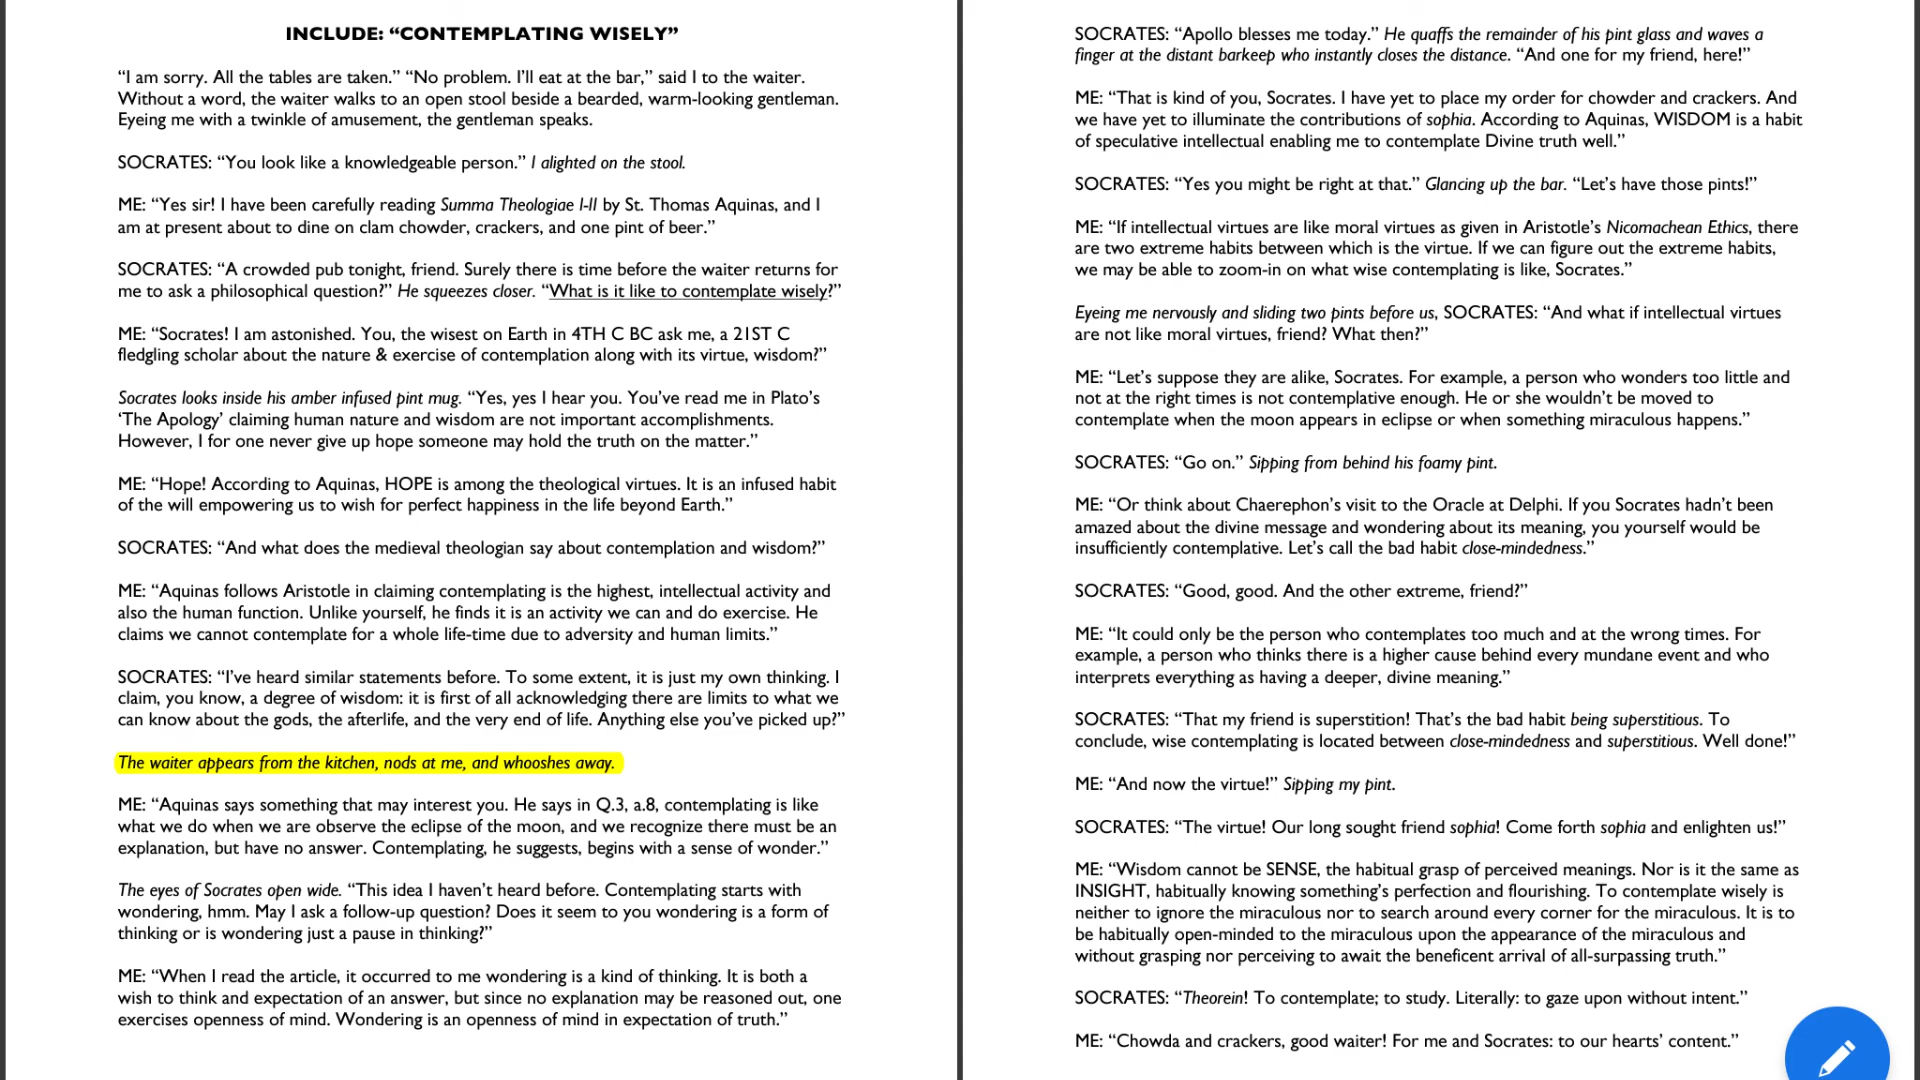 INCLUDE: “CONTEMPLATING WISELY”
“I am sorry. All the tables are taken.” “No problem. I’ll eat at the bar,” said I to the waiter.
Without a word, the waiter walks to an open stool beside a bearded, warm-looking gentleman.
Eyeing me with a twinkle of amusement, the gentleman speaks.
SOCRATES: “You look like a knowledgeable person.” I alighted on the stool.
ME: “Yes sir! I have been carefully reading Summa Theologiae I-II by St. Thomas Aquinas, and I
am at present about to dine on clam chowder, crackers, and one pint of beer.”
SOCRATES: “A crowded pub tonight, friend. Surely there is time before the waiter returns for
me to ask a philosophical question?” He squeezes closer. “What is it like to contemplate wisely?”
ME: “Socrates! I am astonished. You, the wisest on Earth in 4TH C BC ask me, a 21ST C
fledgling scholar about the nature & exercise of contemplation along with its virtue, wisdom?”
Socrates looks inside his amber infused pint mug. “Yes, yes I hear you. You’ve read me in Plato’s
‘The Apology’ claiming human nature and wisdom are not important accomplishments.
However, I for one never give up hope someone may hold the truth on the matter.”
ME: “Hope! According to Aquinas, HOPE is among the theological virtues. It is an infused habit
of the will empowering us to wish for perfect happiness in the life beyond Earth.”
SOCRATES: “And what does the medieval theologian say about contemplation and wisdom?”
ME: “Aquinas follows Aristotle in claiming contemplating is the highest, intellectual activity and
also the human function. Unlike yourself, he finds it is an activity we can and do exercise. He
claims we cannot contemplate for a whole life-time due to adversity and human limits.”
SOCRATES: “I’ve heard similar statements before. To some extent, it is just my own thinking. I
claim, you know, a degree of wisdom: it is first of all acknowledging there are limits to what we
can know about the gods, the afterlife, and the very end of life. Anything else you’ve picked up?”
The waiter appears from the kitchen, nods at me, and whooshes away.
ME: “Aquinas says something that may interest you. He says in Q.3, a.8, contemplating is like
what we do when we are observe the eclipse of the moon, and we recognize there must be an
explanation, but have no answer. Contemplating, he suggests, begins with a sense of wonder.”
The eyes of Socrates open wide. “This idea I haven’t heard before. Contemplating starts with
wondering, hmm. May I ask a follow-up question? Does it seem to you wondering is a form of
thinking or is wondering just a pause in thinking?”
ME: “When I read the article, it occurred to me wondering is a kind of thinking. It is both a
wish to think and expectation of an answer, but since no explanation may be reasoned out, one
exercises openness of mind. Wondering is an openness of mind in expectation of truth.”
SOCRATES: “Apollo blesses me today.” He quaffs the remainder of his pint glass and waves a
finger at the distant barkeep who instantly closes the distance. “And one for my friend, here!”
ME: “That is kind of you, Socrates. I have yet to place my order for chowder and crackers. And
we have yet to illuminate the contributions of sophia. According to Aquinas, WISDOM is a habit
of speculative intellectual enabling me to contemplate Divine truth well.”
SOCRATES: “Yes you might be right at that.” Glancing up the bar. “Let’s have those pints!”
ME: “If intellectual virtues are like moral virtues as given in Aristotle’s Nicomachean Ethics, there
are two extreme habits between which is the virtue. If we can figure out the extreme habits,
we may be able to zoom-in on what wise contemplating is like, Socrates.”
Eyeing me nervously and sliding two pints before us, SOCRATES: “And what if intellectual virtues
are not like moral virtues, friend? What then?”
ME: “Let’s suppose they are alike, Socrates. For example, a person who wonders too little and
not at the right times is not contemplative enough. He or she wouldn’t be moved to
contemplate when the moon appears in eclipse or when something miraculous happens.”
SOCRATES: “Go on.” Sipping from behind his foamy pint.
ME: “Or think about Chaerephon’s visit to the Oracle at Delphi. If you Socrates hadn’t been
amazed about the divine message and wondering about its meaning, you yourself would be
insufficiently contemplative. Let’s call the bad habit close-mindedness.”
SOCRATES: “Good, good. And the other extreme, friend?”
ME: “It could only be the person who contemplates too much and at the wrong times. For
example, a person who thinks there is a higher cause behind every mundane event and who
interprets everything as having a deeper, divine meaning.”
SOCRATES: “That my friend is superstition! That’s the bad habit being superstitious. To
conclude, wise contemplating is located between close-mindedness and superstitious. Well done!”
ME: “And now the virtue!” Sipping my pint.
SOCRATES: “The virtue! Our long sought friend sophia! Come forth sophia and enlighten us!”
ME: “Wisdom cannot be SENSE, the habitual grasp of perceived meanings. Nor is it the same as
INSIGHT, habitually knowing something’s perfection and flourishing. To contemplate wisely is
neither to ignore the miraculous nor to search around every corner for the miraculous. It is to
be habitually open-minded to the miraculous upon the appearance of the miraculous and
without grasping nor perceiving to await the beneficent arrival of all-surpassing truth.”
SOCRATES: “Theorein! To contemplate; to study. Literally: to gaze upon without intent.”
ME: “Chowda and crackers, good waiter! For me and Socrates: to our hearts’ content.”